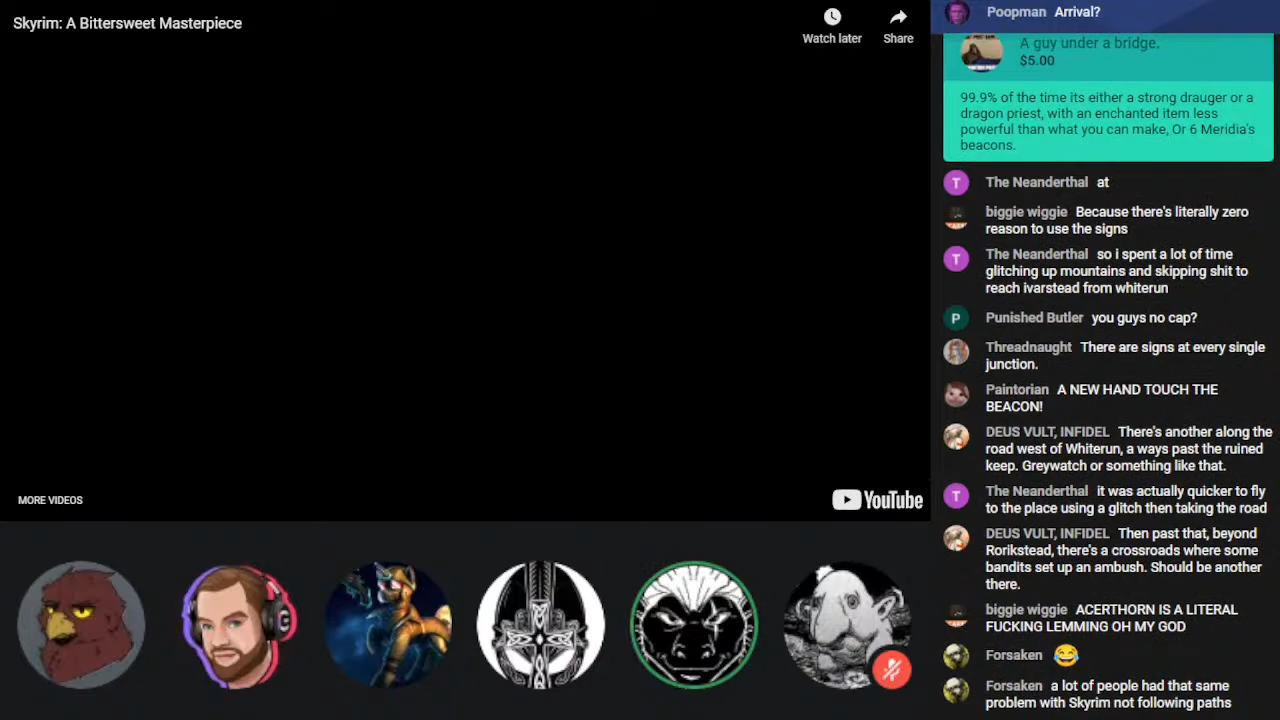 Skyrim: A Bittersweet Masterpiece
Watch later
Share
MORE VIDEOS
YouTube
Poopman Arrival?
A guy under a bridge.
$5.00
99.9% of the time its either a strong drauger or a
dragon priest, with an enchanted item less
powerful than what you can make, Or 6 Meridia's
beacons.
T
The Neanderthal at
biggie wiggie Because there's literally zero
reason to use the signs
T
The Neanderthal so i spent a lot of time
glitching up mountains and skipping shit to
reach ivarstead from whiterun
P
Punished Butler you guys no cap?
Threadnaught There are signs at every single
junction.
Paintorian A NEW HAND TOUCH THE
BEACON!
DEUS VULT, INFIDEL There's another along the
road west of Whiterun, a ways past the ruined
keep. Greywatch or something like that.
T
The Neanderthal it was actually quicker to fly
to the place using a glitch then taking the road
DEUS VULT, INFIDEL Then past that, beyond
Rorikstead, there's a crossroads where some
bandits set up an ambush. Should be another
there.
biggie wiggie ACERTHORN IS A LITERAL
FUCKING LEMMING OH MY GOD
Forsaken 😂
Forsaken a lot of people had that same
problem with Skyrim not following paths